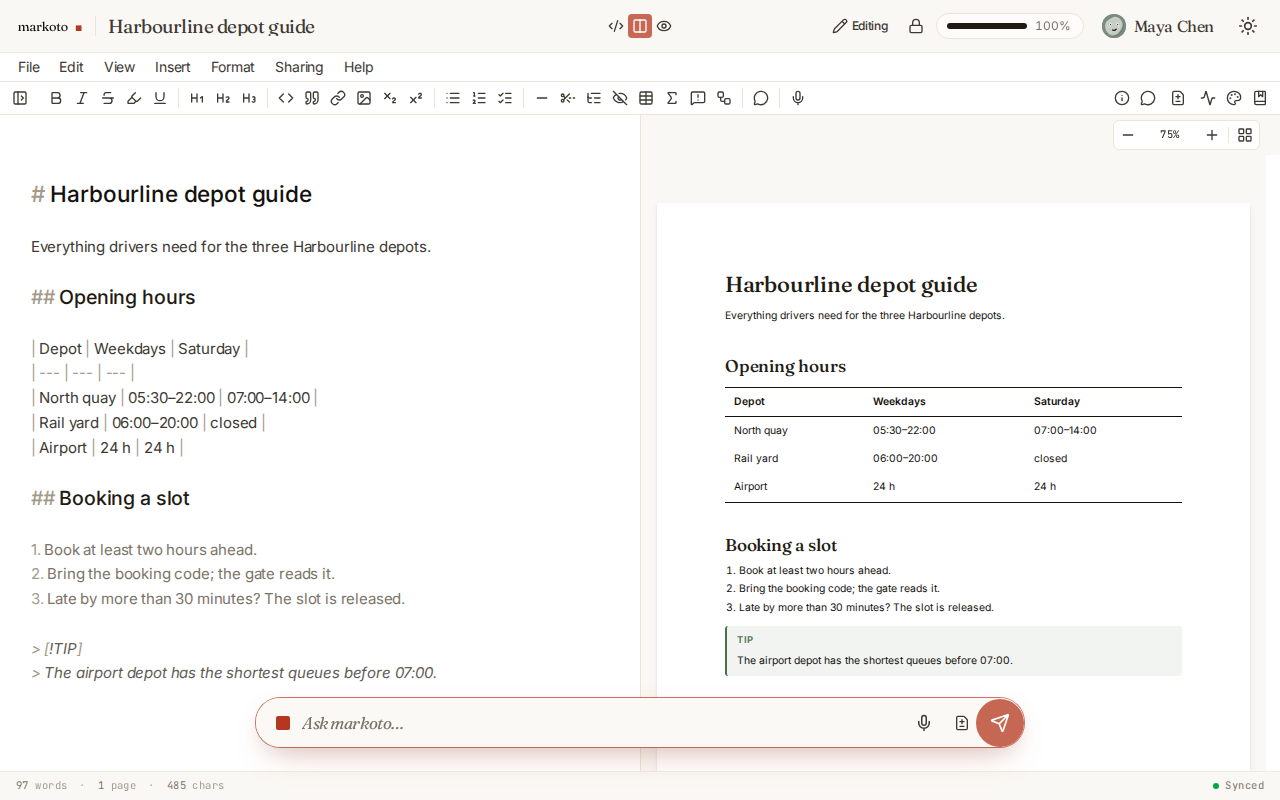 markoto
Harbourline depot guide
Editing
100%
Maya Chen
File Edit View Insert Format Sharing Help
B I S U H1 H2 H3 X2 x2 Σ
75%
# Harbourline depot guide
Everything drivers need for the three Harbourline depots.
## Opening hours
| Depot | Weekdays | Saturday |
| --- | --- | --- |
| North quay | 05:30–22:00 | 07:00–14:00 |
| Rail yard | 06:00–20:00 | closed |
| Airport | 24 h | 24 h |
## Booking a slot
1. Book at least two hours ahead.
2. Bring the booking code; the gate reads it.
3. Late by more than 30 minutes? The slot is released.
> [!TIP]
> The airport depot has the shortest queues before 07:00.
Harbourline depot guide
Everything drivers need for the three Harbourline depots.
Opening hours
Depot Weekdays Saturday
North quay 05:30–22:00 07:00–14:00
Rail yard 06:00–20:00 closed
Airport 24 h 24 h
Booking a slot
1. Book at least two hours ahead.
2. Bring the booking code; the gate reads it.
3. Late by more than 30 minutes? The slot is released.
TIP
The airport depot has the shortest queues before 07:00.
Ask markoto...
97 words · 1 page · 485 chars
Synced